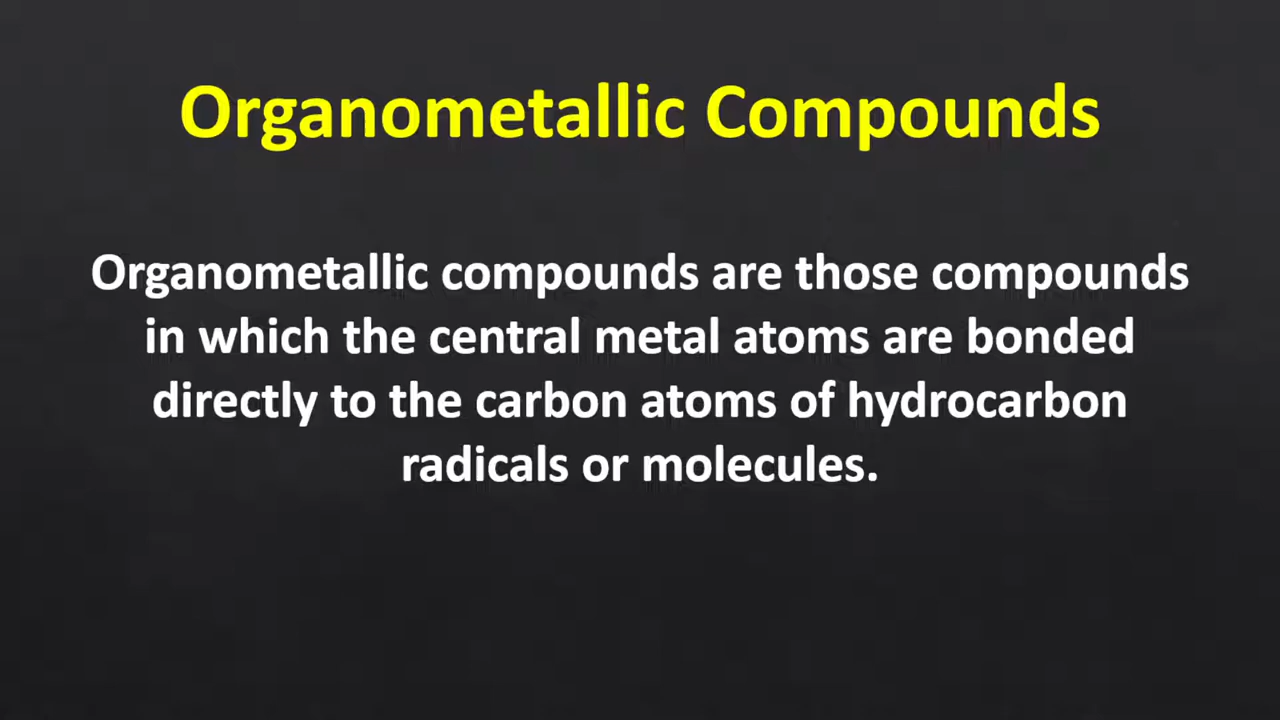 Organometallic Compounds
Organometallic compounds are those compounds
in which the central metal atoms are bonded
directly to the carbon atoms of hydrocarbon
radicals or molecules.